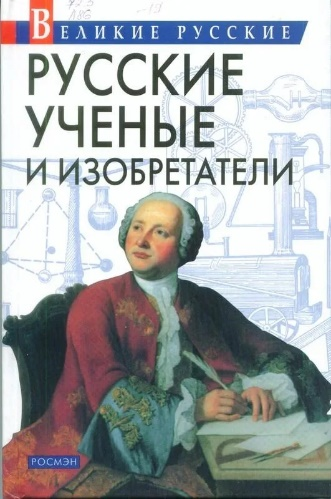 ВЕЛИКИЕ РУССКИЕ
РУССКИЕ
УЧЕНЫЕ
И ИЗОБРЕТАТЕЛИ
РОСМЭН